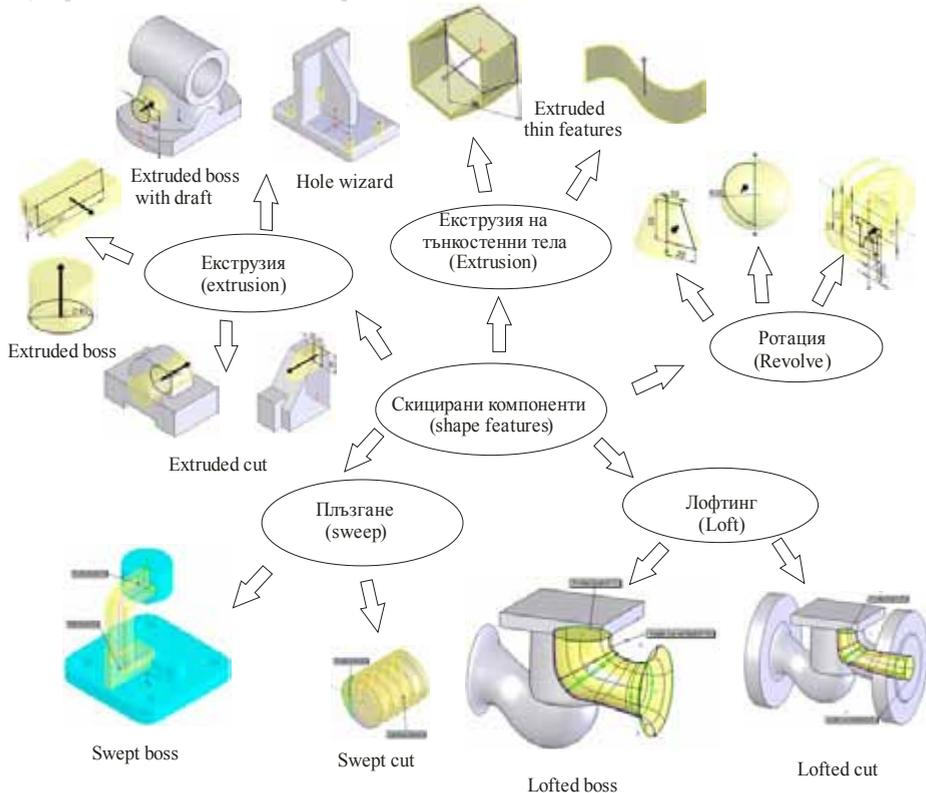 Extruded
thin features
Extruded boss
with draft
Hole wizard
Екструзия
(extrusion)
Екструзия на
тънкостенни тела
(Extrusion)
Extruded boss
Ротация
(Revolve)
Скицирани компоненти
(shape features)
Extruded cut
Плъзгане
(sweep)
Лофтинг
(Loft)
Swept boss
Swept cut
Lofted boss
Lofted cut